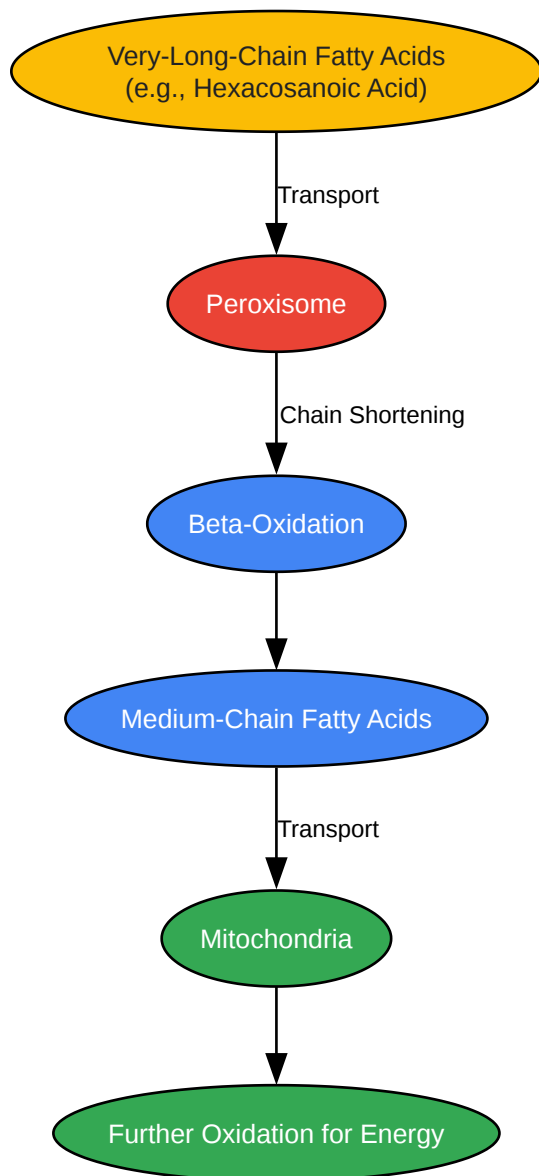 Very-Long-Chain Fatty Acids
(e.g., Hexacosanoic Acid)
Transport
Peroxisome
Chain Shortening
Beta-Oxidation
Medium-Chain Fatty Acids
Transport
Mitochondria
Further Oxidation for Energy